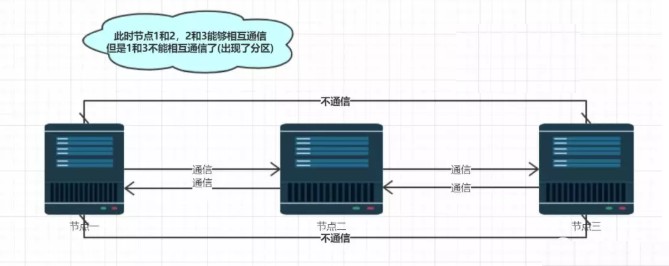 此时节点1和2，2和3能够相互通信
但是1和3不能相互通信了(出现了分区)
不通信
通信
通信
通信
通信
节点一
节点二
节点三
不通信